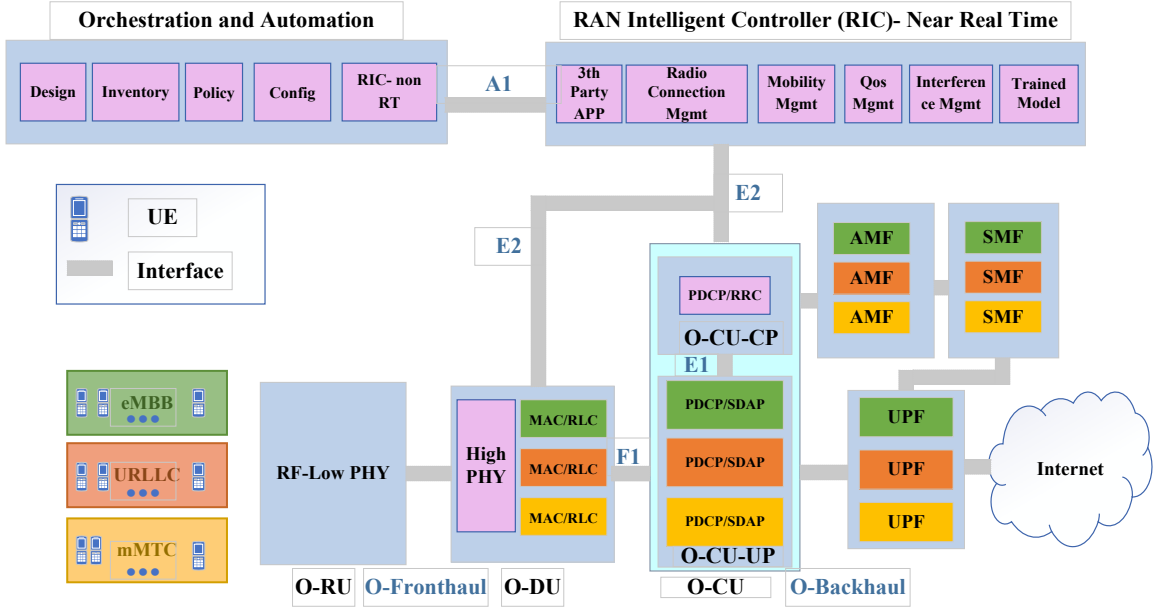 Orchestration and Automation
RAN Intelligent Controller (RIC)- Near Real Time
Design
Inventory
Policy
Config
RIC- non
RT
A1
3th
Party
APP
Radio
Connection
Mgmt
Mobility
Mgmt
Qos
Mgmt
Interferen
ce Mgmt
Trained
Model
UE
Interface
E2
E2
AMF
AMF
AMF
SMF
SMF
SMF
PDCP/RRC
O-CU-CP
E1
eMBB
URLLC
mMTC
RF-Low PHY
High
PHY
MAC/RLC
MAC/RLC
MAC/RLC
F1
PDCP/SDAP
PDCP/SDAP
PDCP/SDAP
O-CU-UP
UPF
UPF
UPF
Internet
O-RU
O-Fronthaul
O-DU
O-CU
O-Backhaul